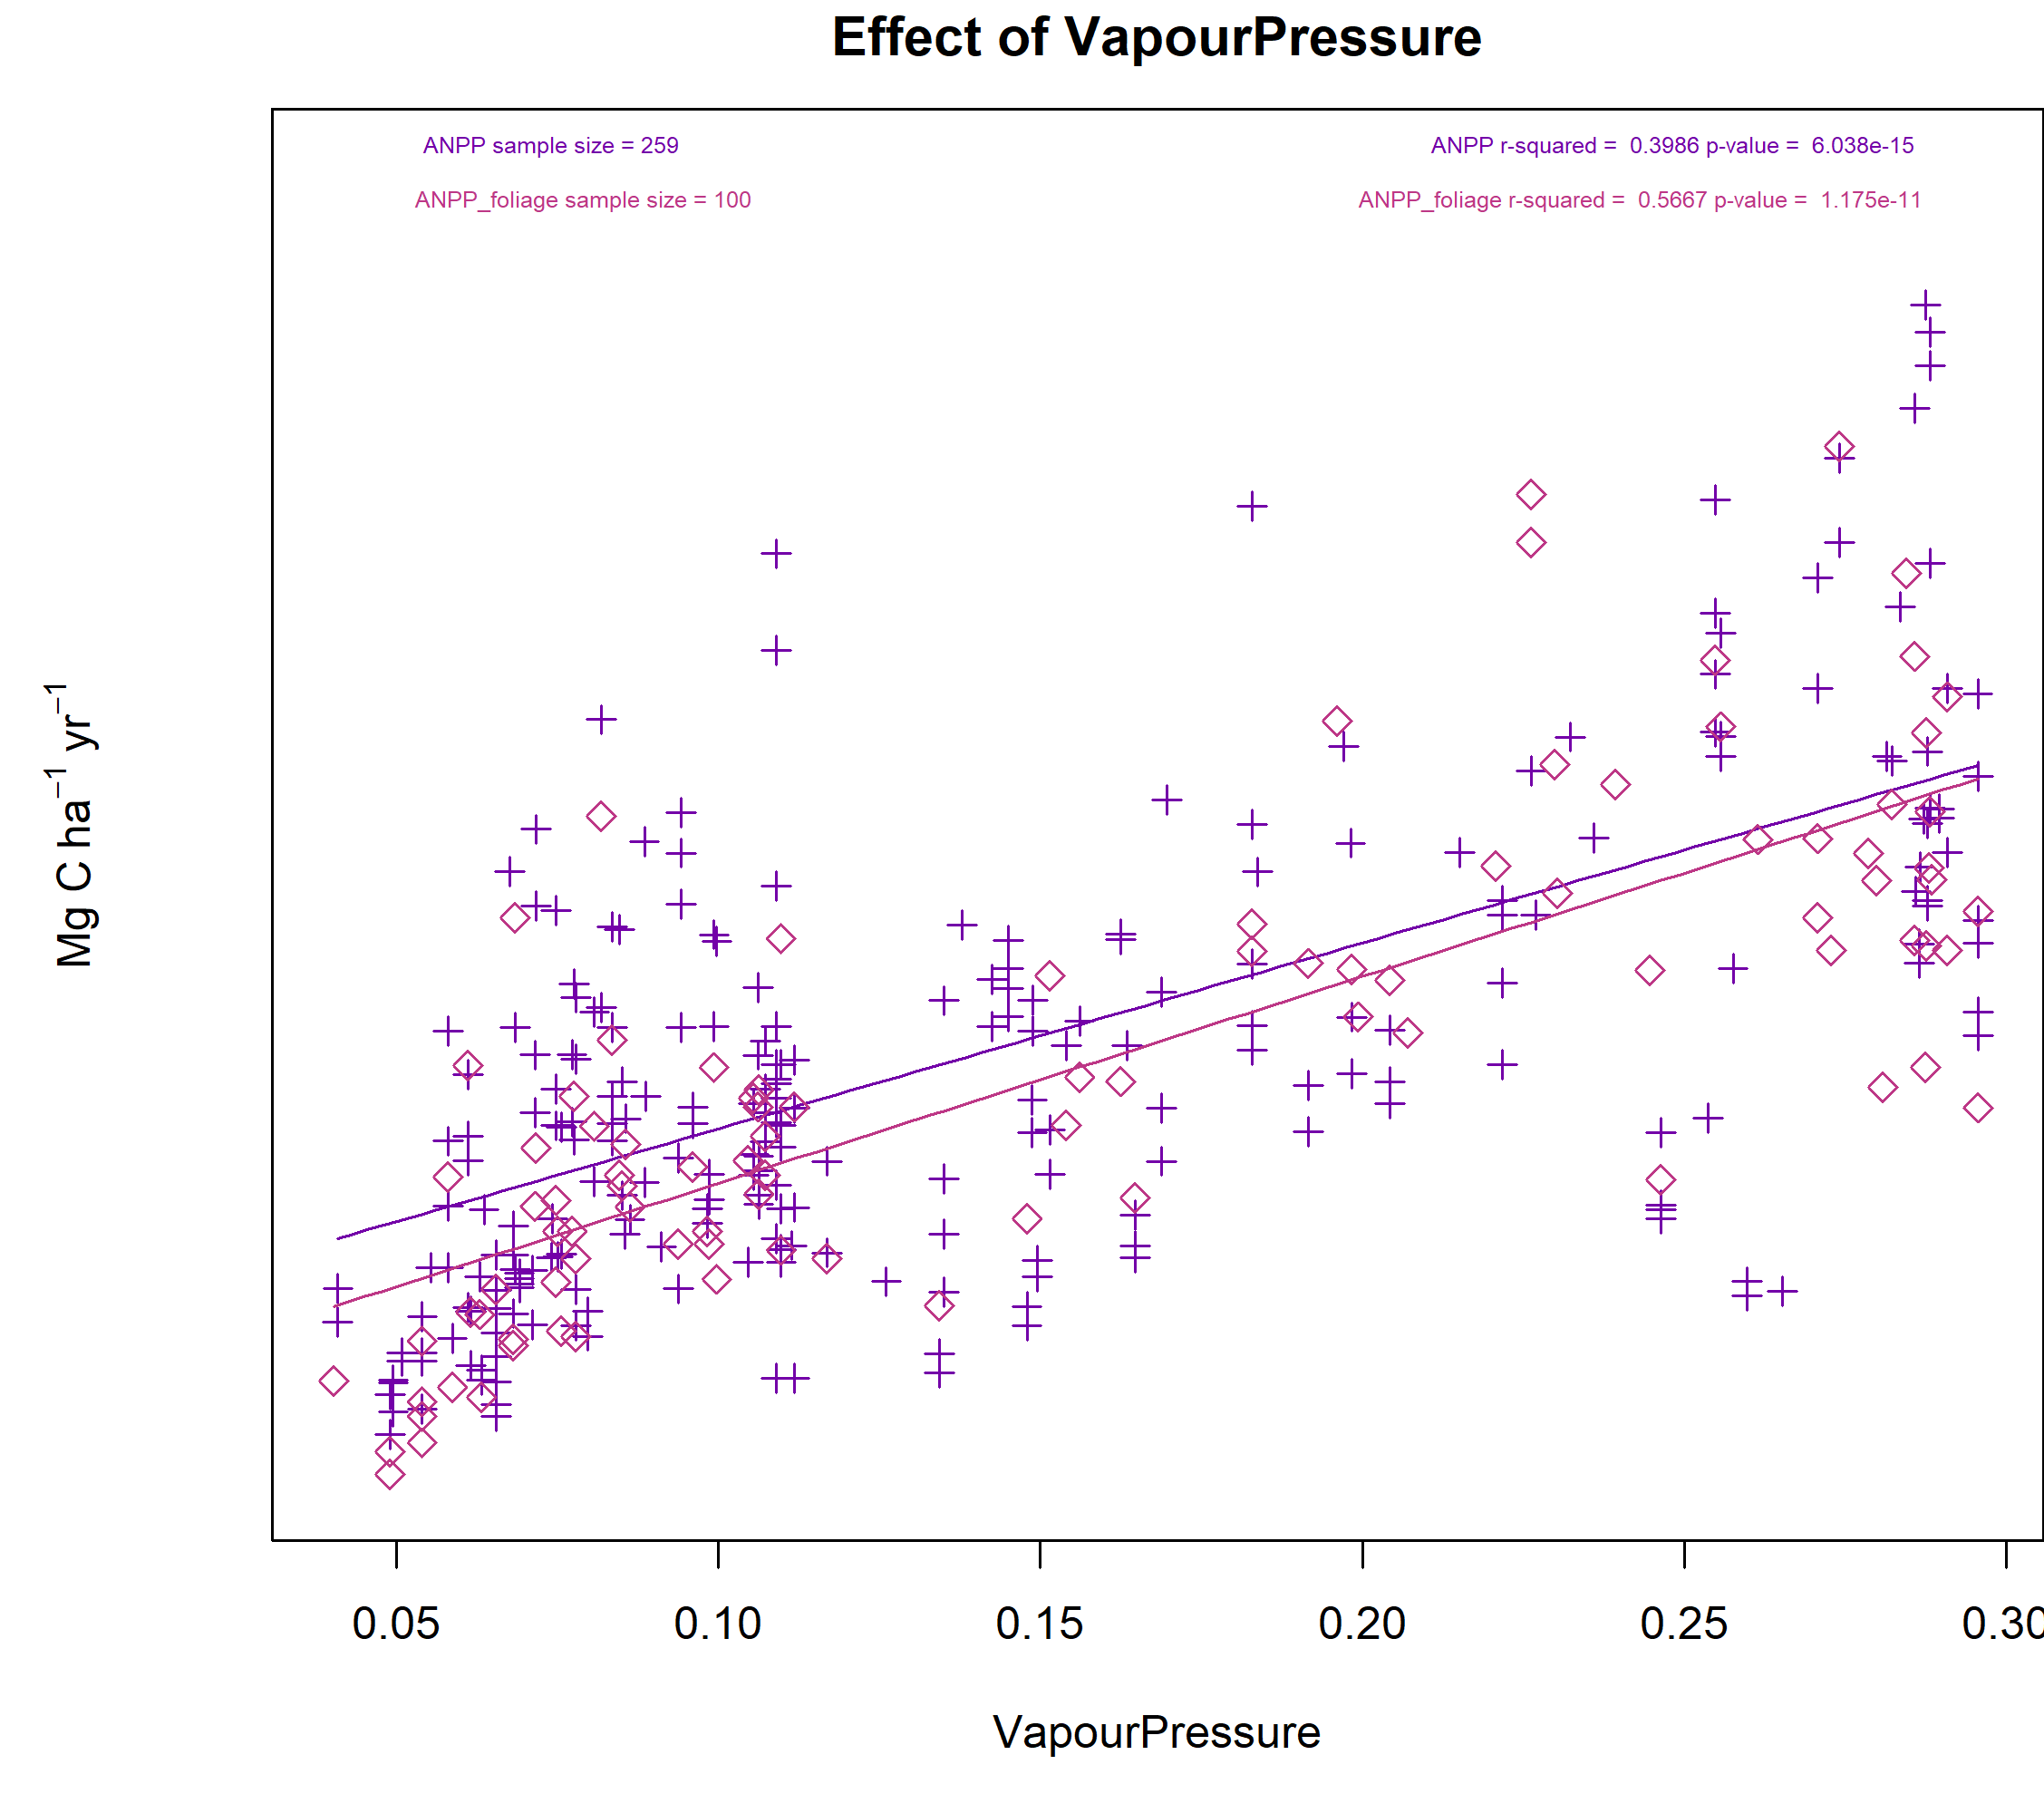 Effect of VapourPressure
ANPP sample size = 259
ANPP r-squared =  0.3986 p-value =  6.038e-15
ANPP_foliage sample size = 100
ANPP_foliage r-squared =  0.5667 p-value =  1.175e-11
Mg C ha−1 yr−1
0.05 0.10 0.15 0.20 0.25 0.30
VapourPressure